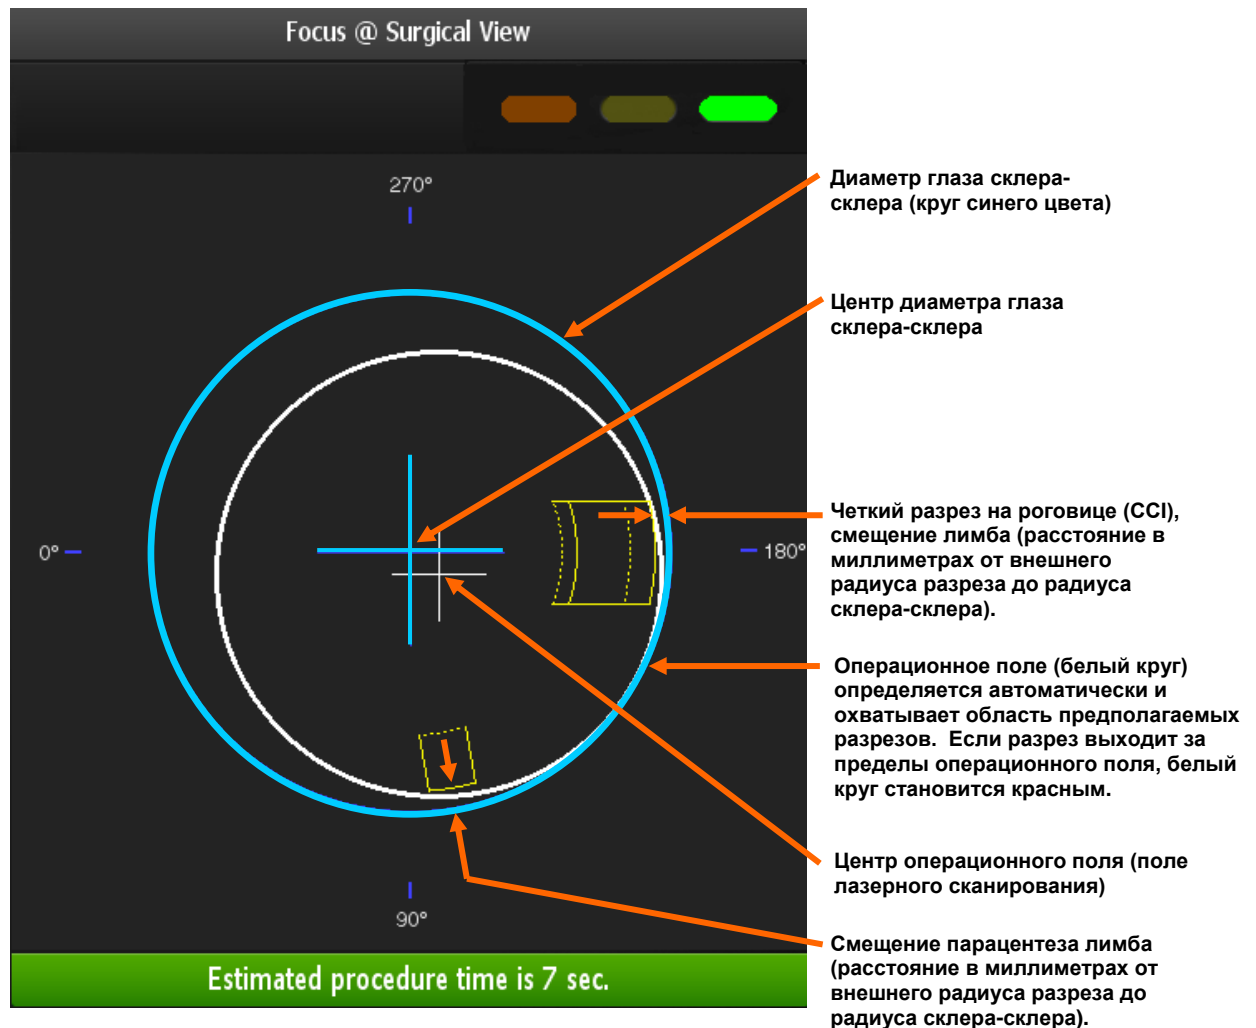 Focus @ Surgical View
270°
0°
180°
90°
Estimated procedure time is 7 sec.
Диаметр глаза склера-
склера (круг синего цвета)
Центр диаметра глаза
склера-склера
Четкий разрез на роговице (CCI),
смещение лимба (расстояние в
миллиметрах от внешнего
радиуса разреза до радиуса
склера-склера).
Операционное поле (белый круг)
определяется автоматически и
охватывает область предполагаемых
разрезов.  Если разрез выходит за
пределы операционного поля, белый
круг становится красным.
Центр операционного поля (поле
лазерного сканирования)
Смещение парацентеза лимба
(расстояние в миллиметрах от
внешнего радиуса разреза до
радиуса склера-склера).